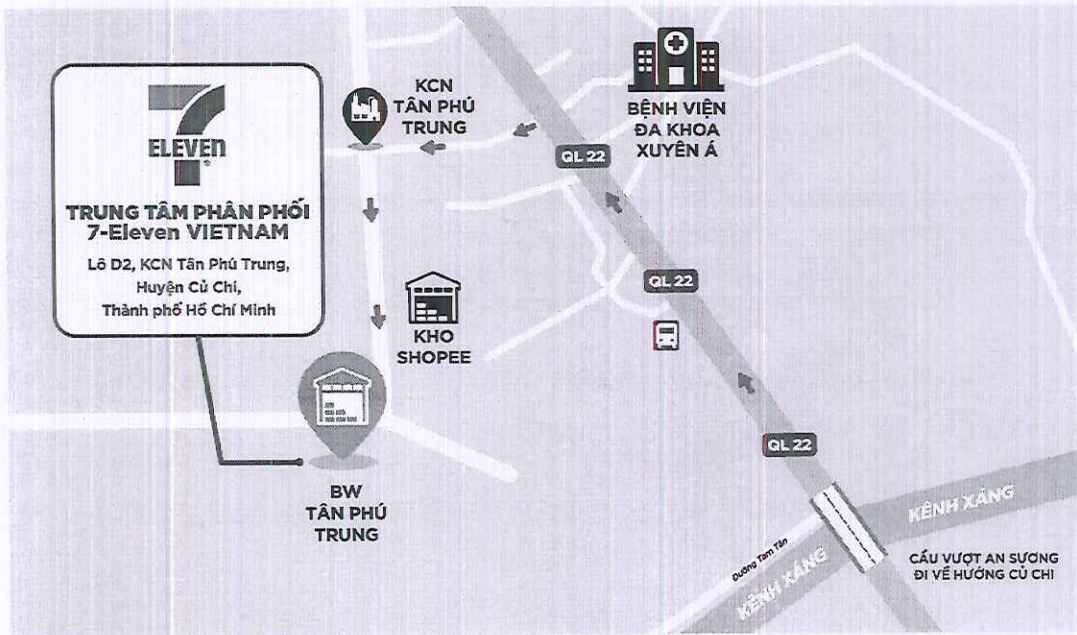 7
ELEVEn
TRUNG TÂM PHÂN PHỐI
7-Eleven VIETNAM
Lô D2, KCN Tân Phú Trung,
Huyện Củ Chi,
Thành phố Hồ Chí Minh
KCN
TÂN PHÚ
TRUNG
BỆNH VIỆN
ĐA KHOA
XUYÊN Á
QL 22
QL 22
KHO
SHOPEE
QL 22
BW
TÂN PHÚ
TRUNG
KÊNH XÁNG
Đường Tam Tân
KÊNH XÁNG
CẦU VƯỢT AN SƯƠNG
ĐI VỀ HƯỚNG CỦ CHI